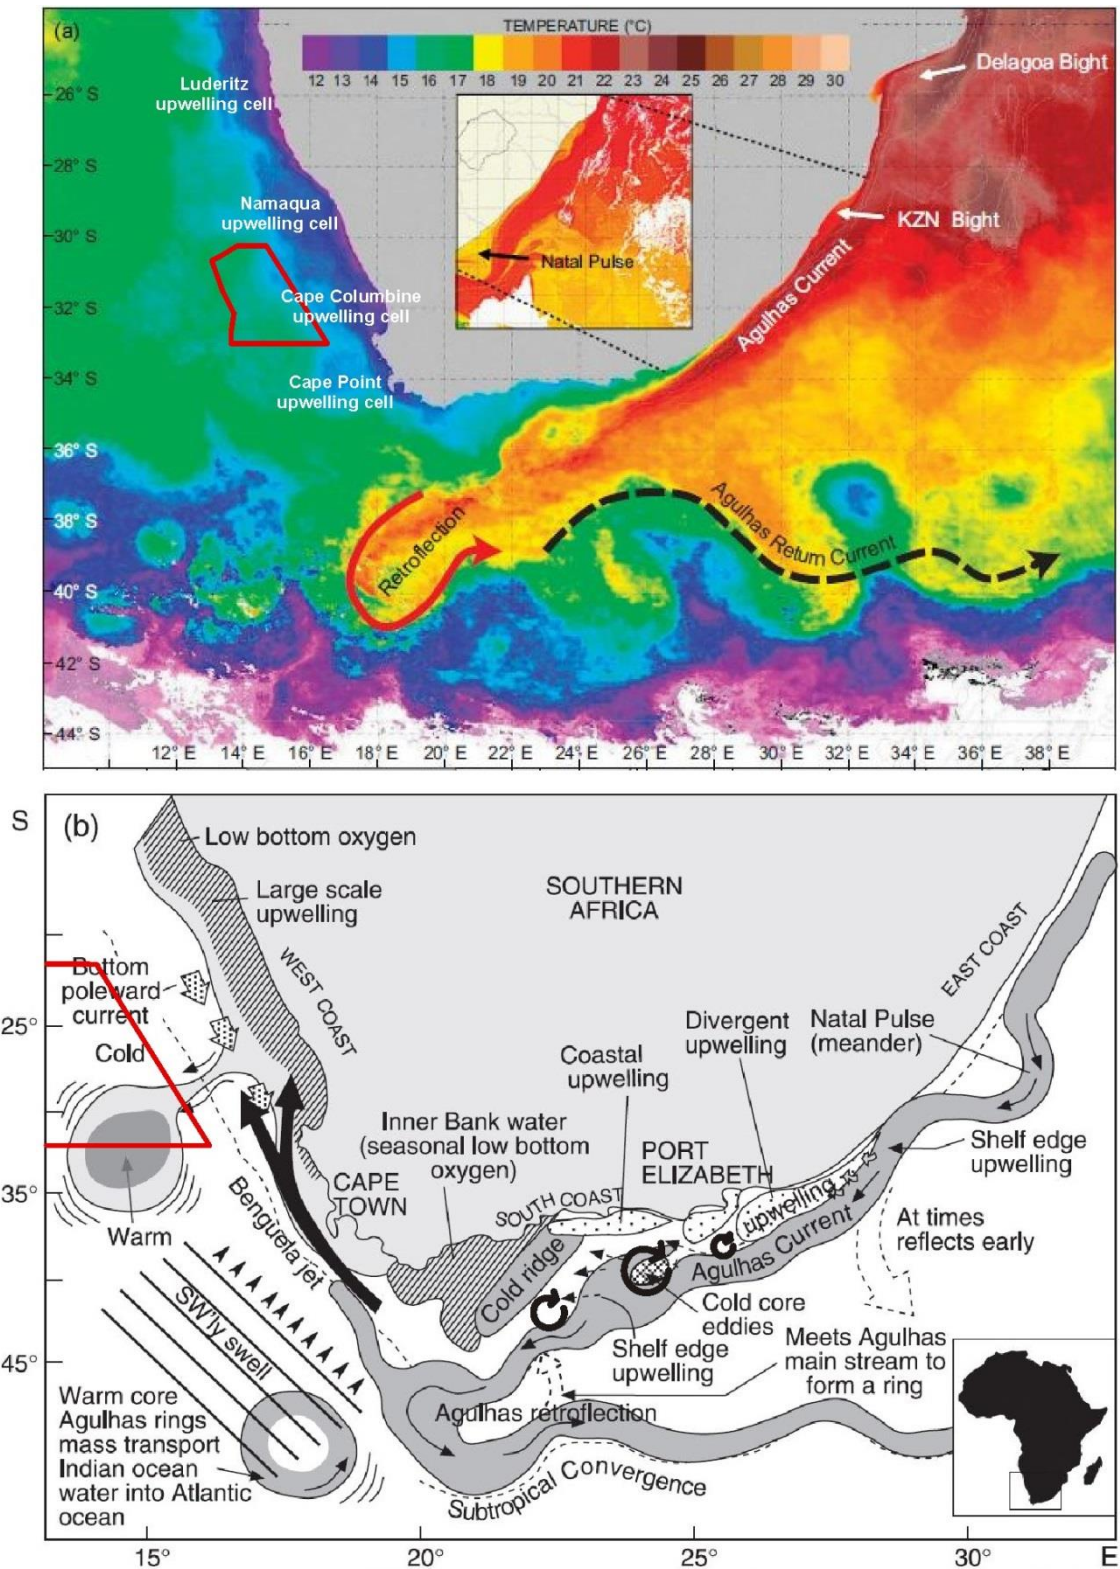 (a)
TEMPERATURE (°C)
12 13 14 15 16 17 18 19 20 21 22 23 24 25 26 27 28 29 30
Delagoa Bight
Luderitz
upwelling cell
26° S
28° S
Namaqua
upwelling cell
KZN Bight
30° S
Natal Pulse
Agulhas Current
Cape Columbine
upwelling cell
32° S
34° S
Cape Point
upwelling cell
36° S
38° S
Retroflection
Agulhas Return Current
40° S
42° S
44° S
12° E 14° E 16° E 18° E 20° E 22° E 24° E 26° E 28° E 30° E 32° E 34° E 36° E 38° E
S
(b)
Low bottom oxygen
Large scale
upwelling
SOUTHERN
AFRICA
WEST COAST
EAST COAST
Bottom
poleward
current
Cold
25°
Divergent
upwelling
Natal Pulse
(meander)
Coastal
upwelling
Inner Bank water
(seasonal low bottom
oxygen)
PORT
ELIZABETH
Shelf edge
upwelling
CAPE
TOWN
35°
SOUTH COAST
upwelling
Warm
Benguela jet
At times
reflects early
Agulhas Current
Cold ridge
Cold core
eddies
SW'ly swell
Shelf edge
upwelling
Meets Agulhas
main stream to
form a ring
45°
Warm core
Agulhas rings
mass transport
Indian ocean
water into Atlantic
ocean
Agulhas retroflection
Subtropical Convergence
15° 20° 25° 30° E